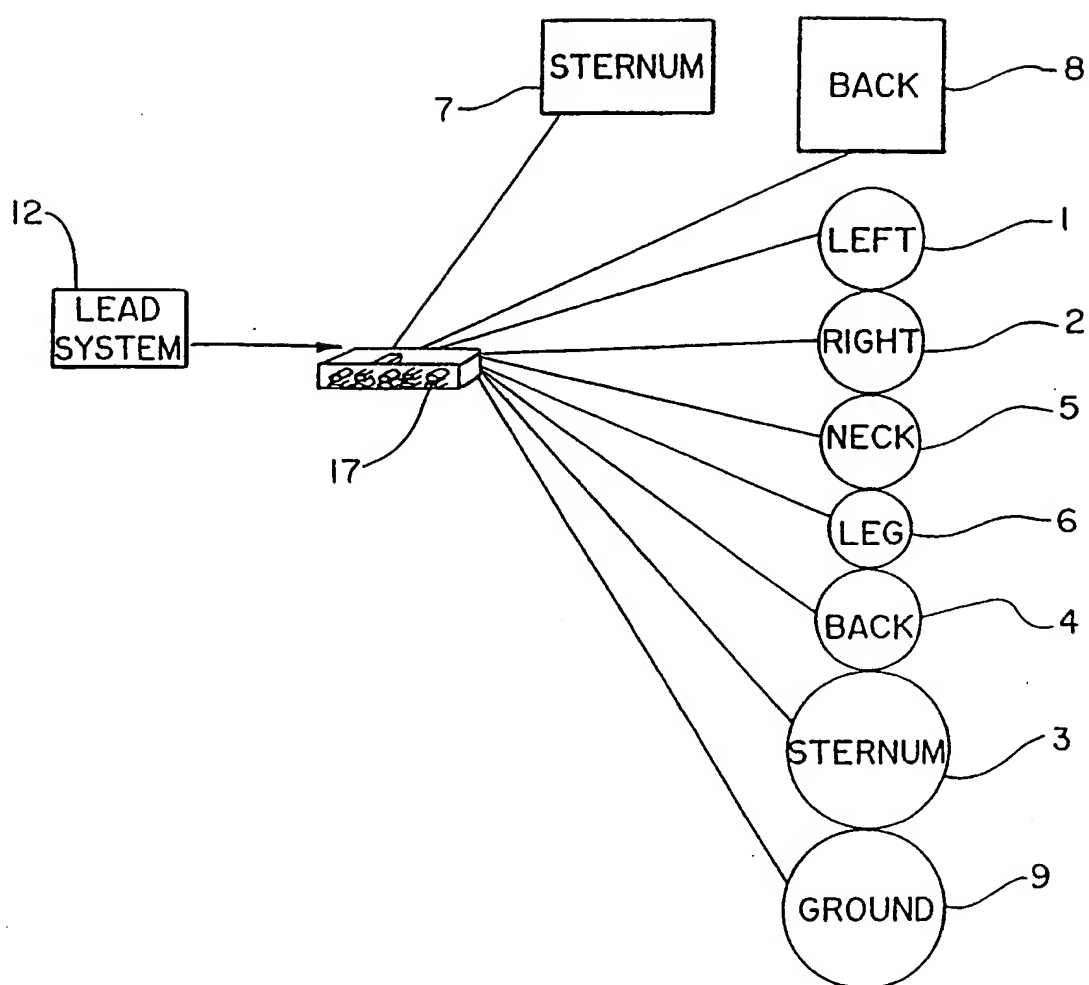 STERNUM
7
BACK
8
12
LEAD
SYSTEM
LEFT
1
RIGHT
2
17
NECK
5
LEG
6
BACK
4
STERNUM
3
GROUND
9